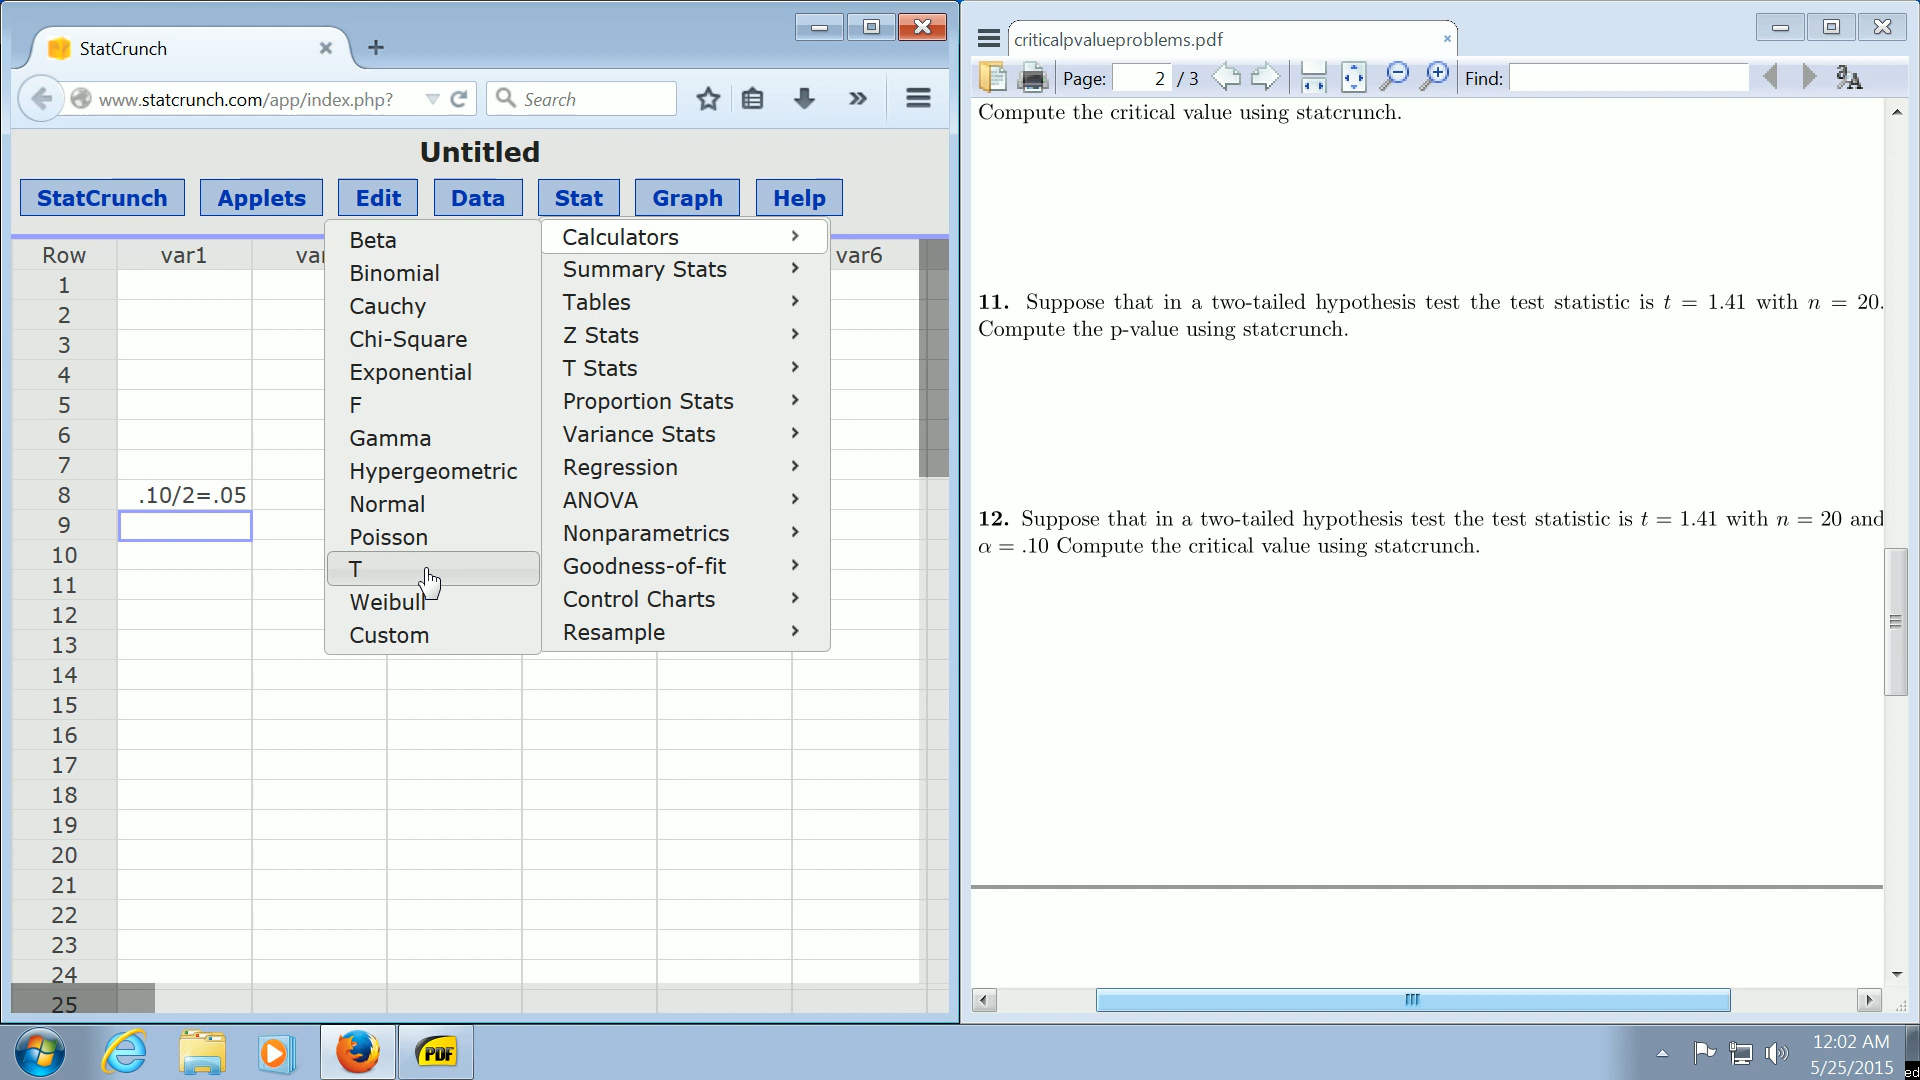 StatCrunch
www.statcrunch.com/app/index.php?
Search
Untitled
StatCrunch Applets Edit Data Stat Graph Help
Row var1 var6
1
2
3
4
5
6
7
8 .10/2=.05
9
10
11
12
13
14
15
16
17
18
19
20
21
22
23
24
25
Beta
Binomial
Cauchy
Chi-Square
Exponential
F
Gamma
Hypergeometric
Normal
Poisson
T
Weibull
Custom
Calculators
Summary Stats
Tables
Z Stats
T Stats
Proportion Stats
Variance Stats
Regression
ANOVA
Nonparametrics
Goodness-of-fit
Control Charts
Resample
criticalpvalueproblems.pdf
Page: 2 / 3 Find:
Compute the critical value using statcrunch.
11. Suppose that in a two-tailed hypothesis test the test statistic is t = 1.41 with n = 20.
Compute the p-value using statcrunch.
12. Suppose that in a two-tailed hypothesis test the test statistic is t = 1.41 with n = 20 and
α = .10 Compute the critical value using statcrunch.
PDF
12:02 AM
5/25/2015